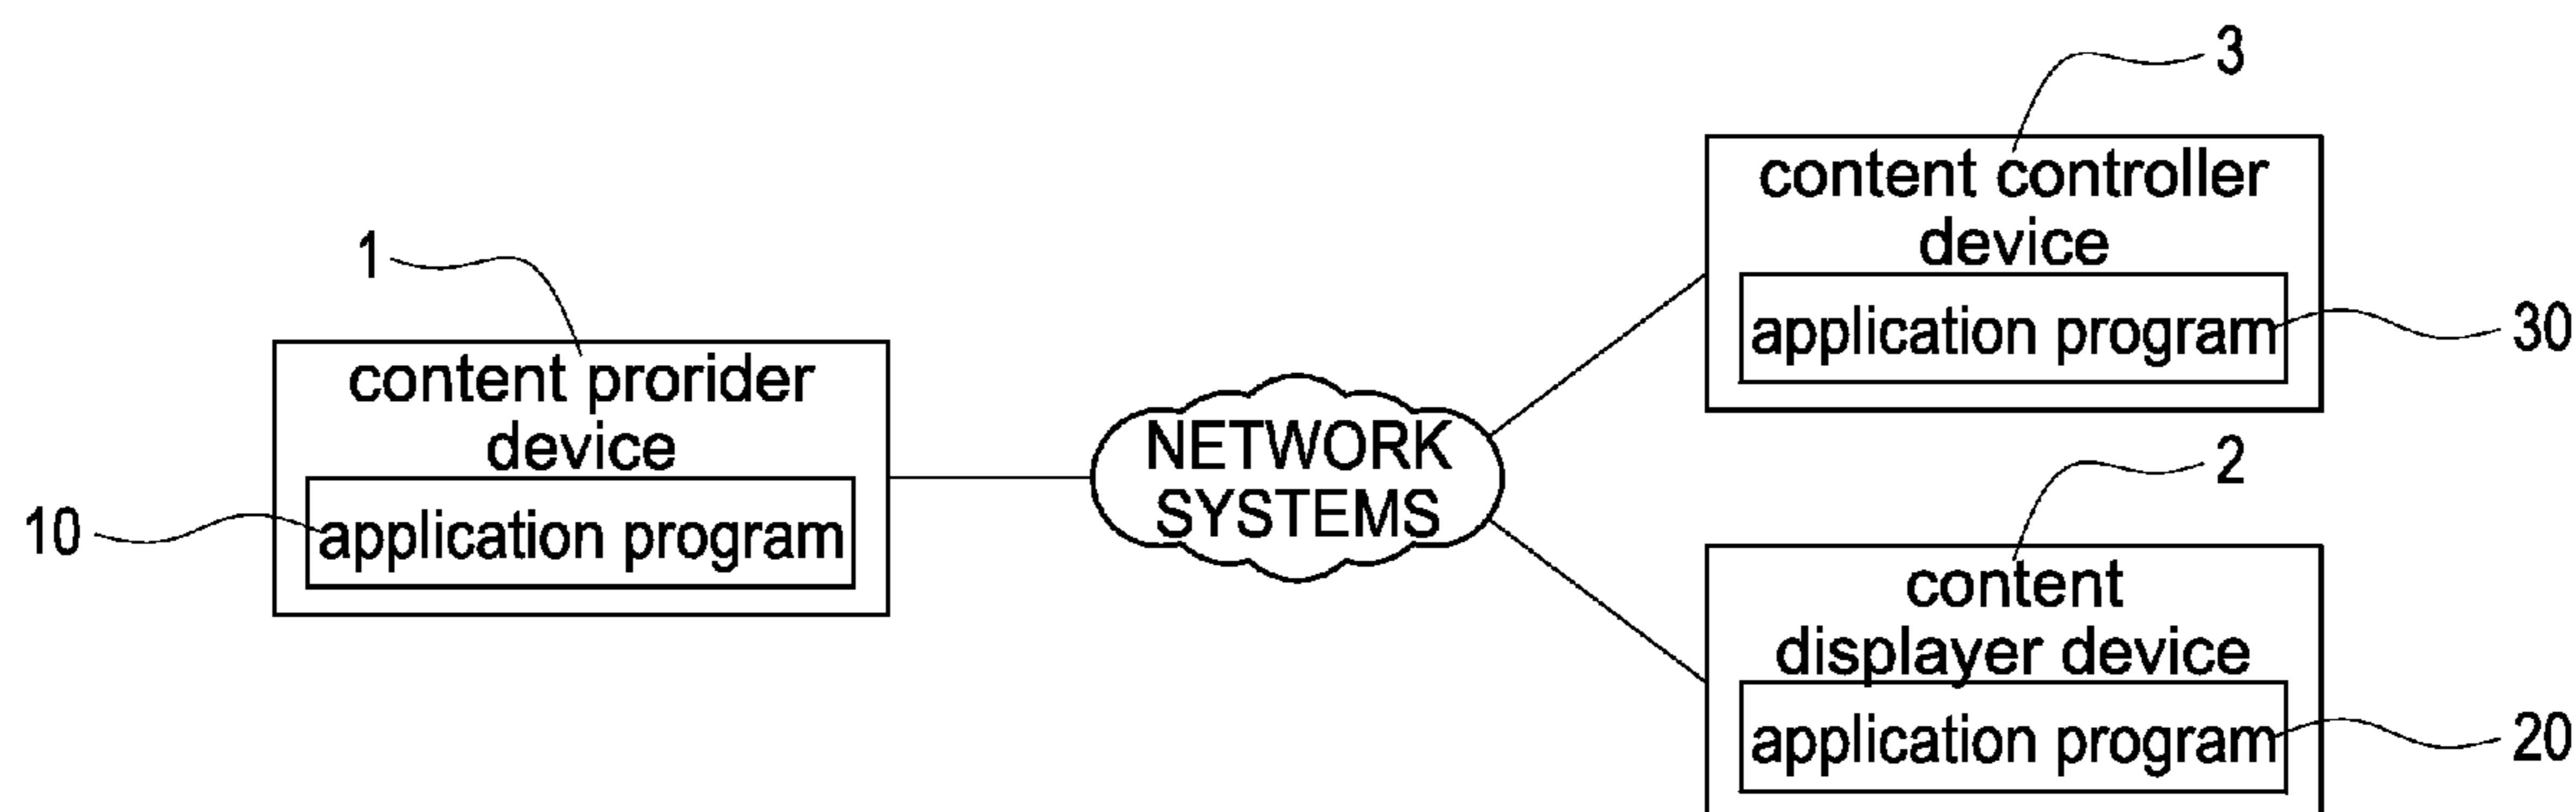 1
content prorider
device
10
application program
NETWORK
SYSTEMS
3
content controller
device
application program
30
2
content
displayer device
application program
20